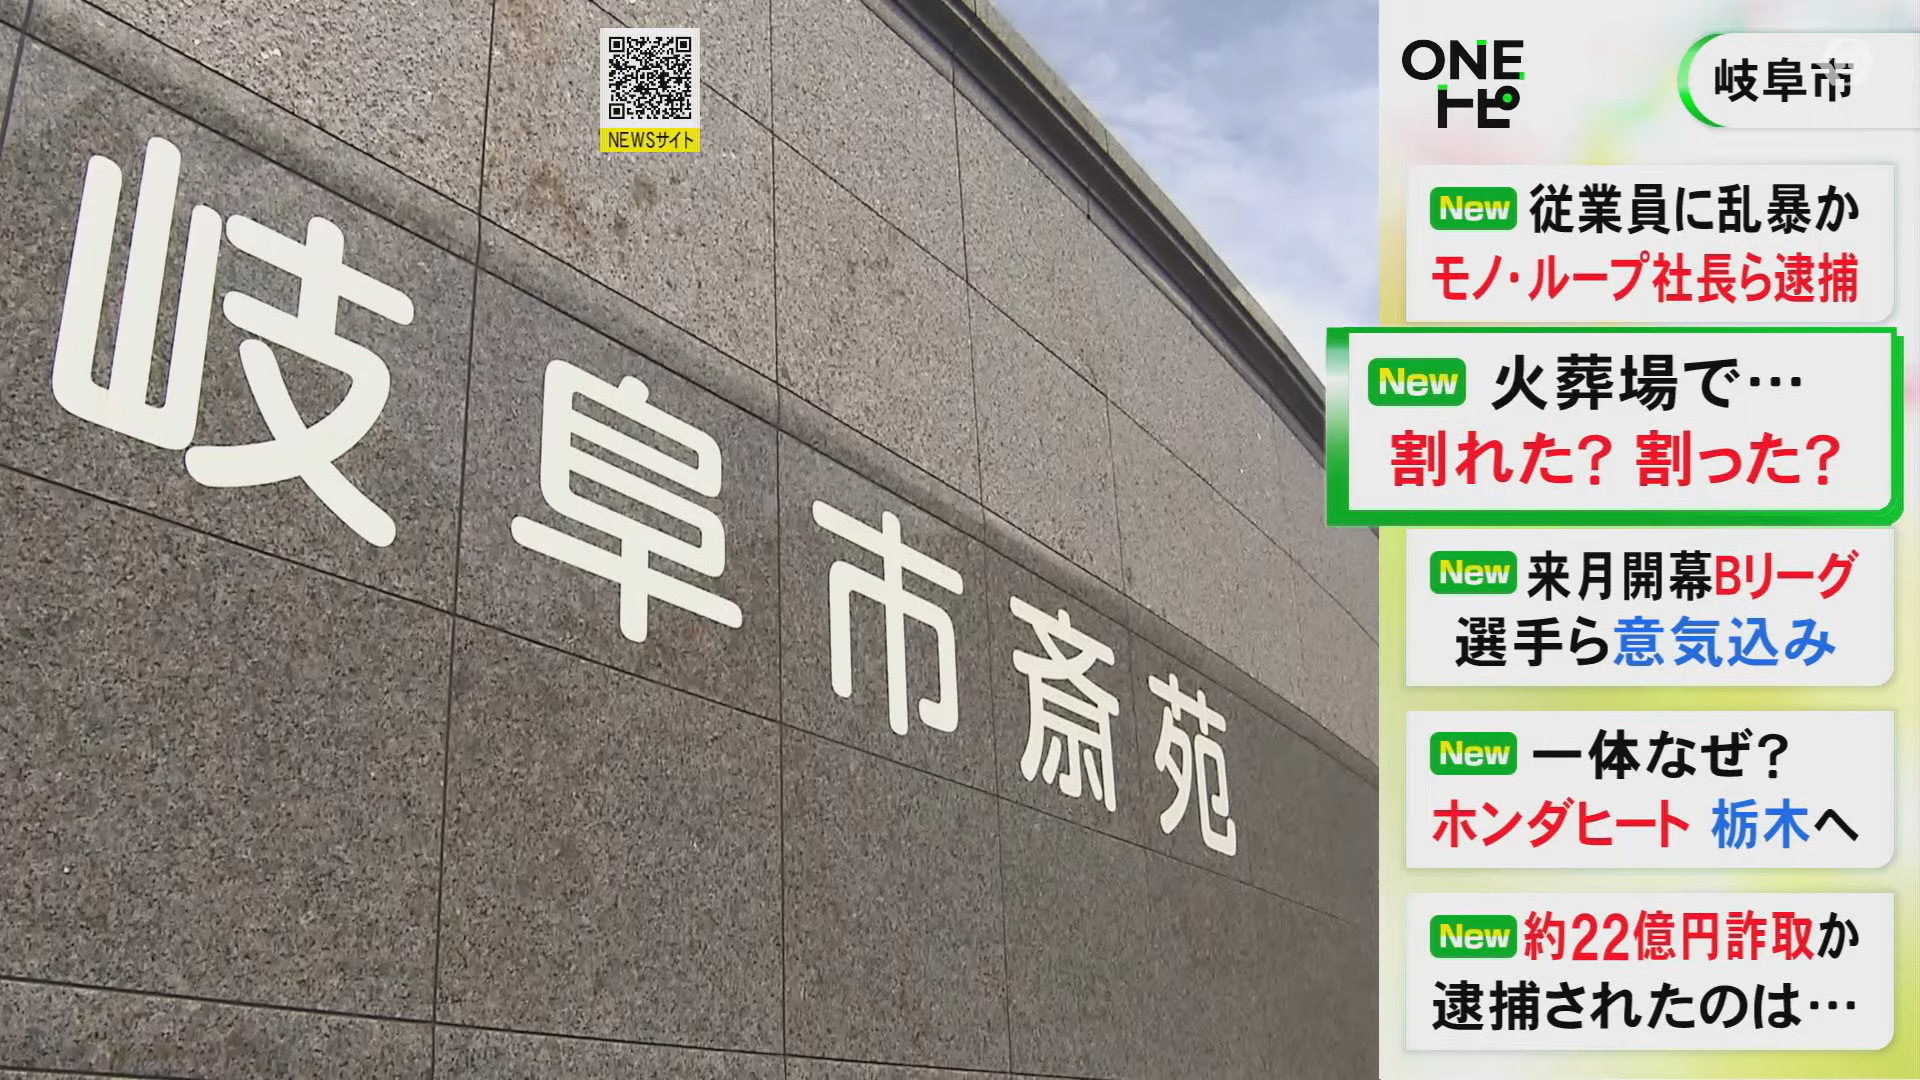 岐阜市斎苑
NEWSサイト
ONE
岐阜市
New 従業員に乱暴か
モノ・ループ社長ら逮捕
New 火葬場で…
割れた？ 割った？
New 来月開幕Bリーグ
選手ら意気込み
New 一体なぜ？
ホンダヒート 栃木へ
New 約22億円詐取か
逮捕されたのは…